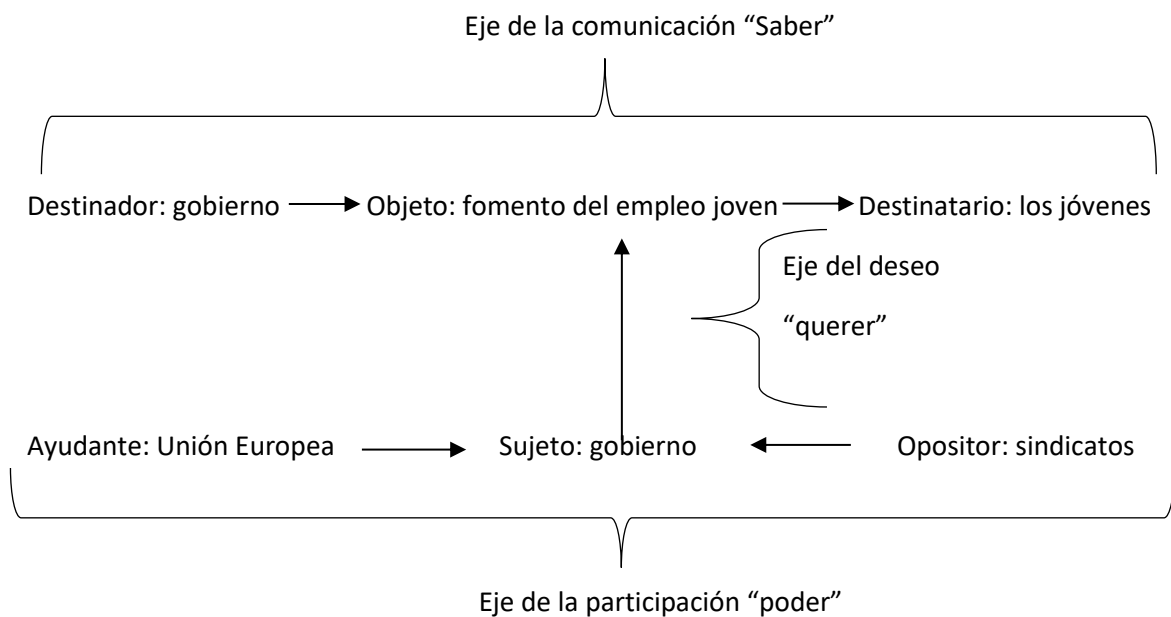 Eje de la comunicación “Saber”
Destinador: gobierno
Objeto: fomento del empleo joven
Destinatario: los jóvenes
Eje del deseo
“querer”
Ayudante: Unión Europea
Sujeto: gobierno
Opositor: sindicatos
Eje de la participación “poder”